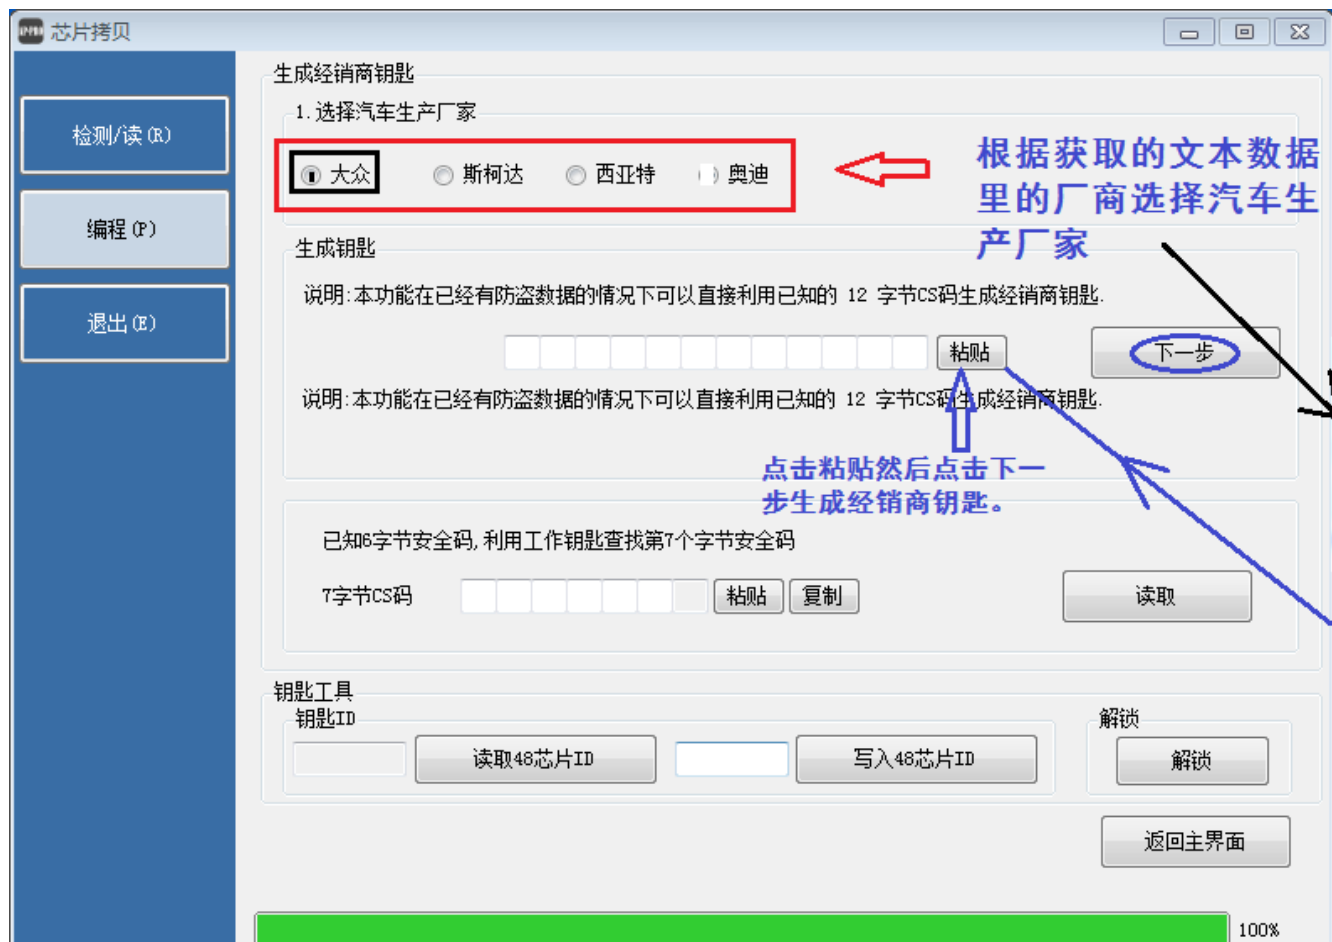 芯片拷贝
生成经销商钥匙
1.选择汽车生产厂家
检测/读(R)
大众 斯柯达 西亚特 奥迪
根据获取的文本数据
里的厂商选择汽车生
产厂家
编程(P)
生成钥匙
说明:本功能在已经有防盗数据的情况下可以直接利用已知的 12 字节CS码生成经销商钥匙.
退出(E)
粘贴
下一步
说明:本功能在已经有防盗数据的情况下可以直接利用已知的 12 字节CS码生成经销商钥匙.
点击粘贴然后点击下一
步生成经销商钥匙。
已知6字节安全码,利用工作钥匙查找第7个字节安全码
7字节CS码 粘贴 复制 读取
钥匙工具
钥匙ID
解锁
读取48芯片ID 写入48芯片ID 解锁
返回主界面
100%